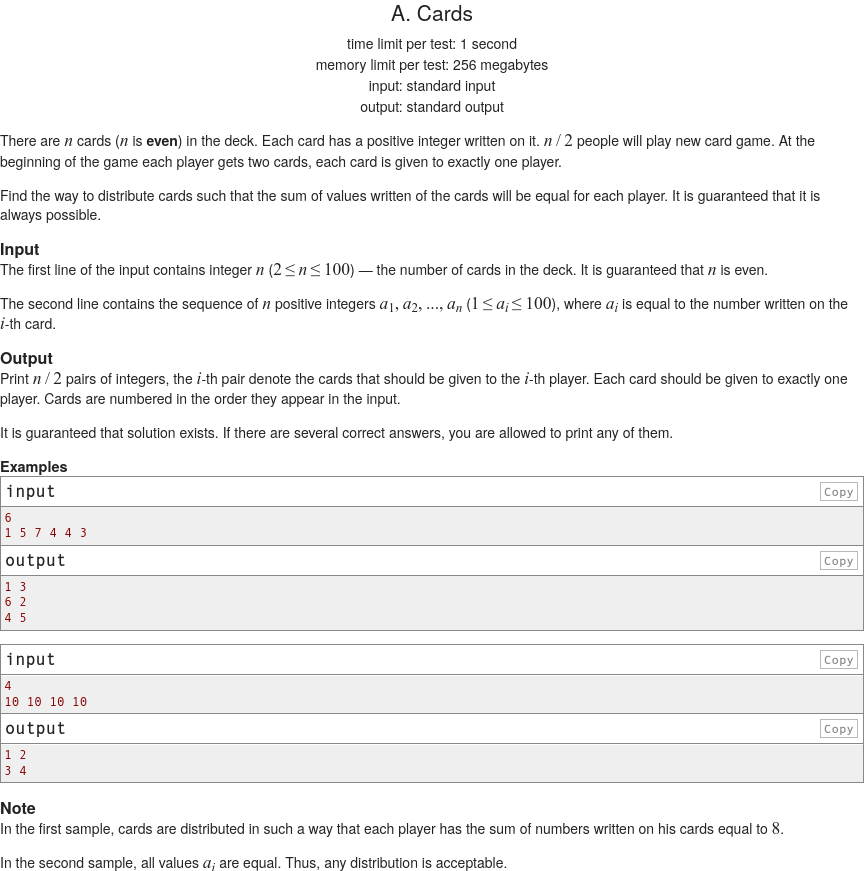 A. Cards
time limit per test: 1 second
memory limit per test: 256 megabytes
input: standard input
output: standard output
There are n cards (n is even) in the deck. Each card has a positive integer written on it. n / 2 people will play new card game. At the
beginning of the game each player gets two cards, each card is given to exactly one player.
Find the way to distribute cards such that the sum of values written of the cards will be equal for each player. It is guaranteed that it is
always possible.
Input
The first line of the input contains integer n (2 ≤ n ≤ 100) — the number of cards in the deck. It is guaranteed that n is even.
The second line contains the sequence of n positive integers a1, a2, ..., an (1 ≤ ai ≤ 100), where ai is equal to the number written on the
i-th card.
Output
Print n / 2 pairs of integers, the i-th pair denote the cards that should be given to the i-th player. Each card should be given to exactly one
player. Cards are numbered in the order they appear in the input.
It is guaranteed that solution exists. If there are several correct answers, you are allowed to print any of them.
Examples
input Copy
6
1 5 7 4 4 3
output Copy
1 3
6 2
4 5
input Copy
4
10 10 10 10
output Copy
1 2
3 4
Note
In the first sample, cards are distributed in such a way that each player has the sum of numbers written on his cards equal to 8.
In the second sample, all values ai are equal. Thus, any distribution is acceptable.